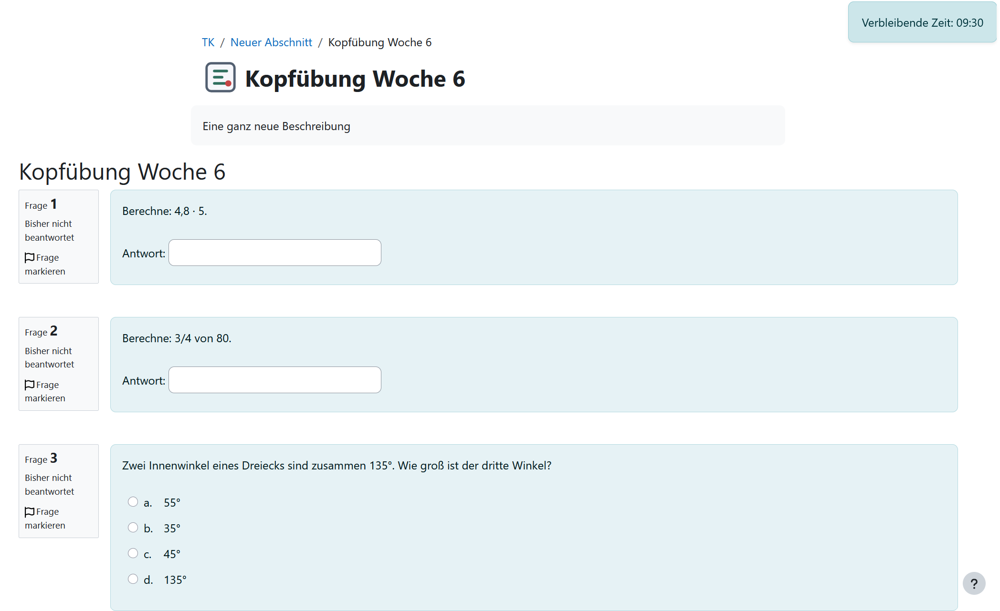 Verbleibende Zeit: 09:30
TK / Neuer Abschnitt / Kopfübung Woche 6
Kopfübung Woche 6
Eine ganz neue Beschreibung
Kopfübung Woche 6
Frage 1
Bisher nicht
beantwortet
Frage
markieren
Berechne: 4,8 · 5.
Antwort:
Frage 2
Bisher nicht
beantwortet
Frage
markieren
Berechne: 3/4 von 80.
Antwort:
Frage 3
Bisher nicht
beantwortet
Frage
markieren
Zwei Innenwinkel eines Dreiecks sind zusammen 135°. Wie groß ist der dritte Winkel?
a. 55°
b. 35°
c. 45°
d. 135°
?